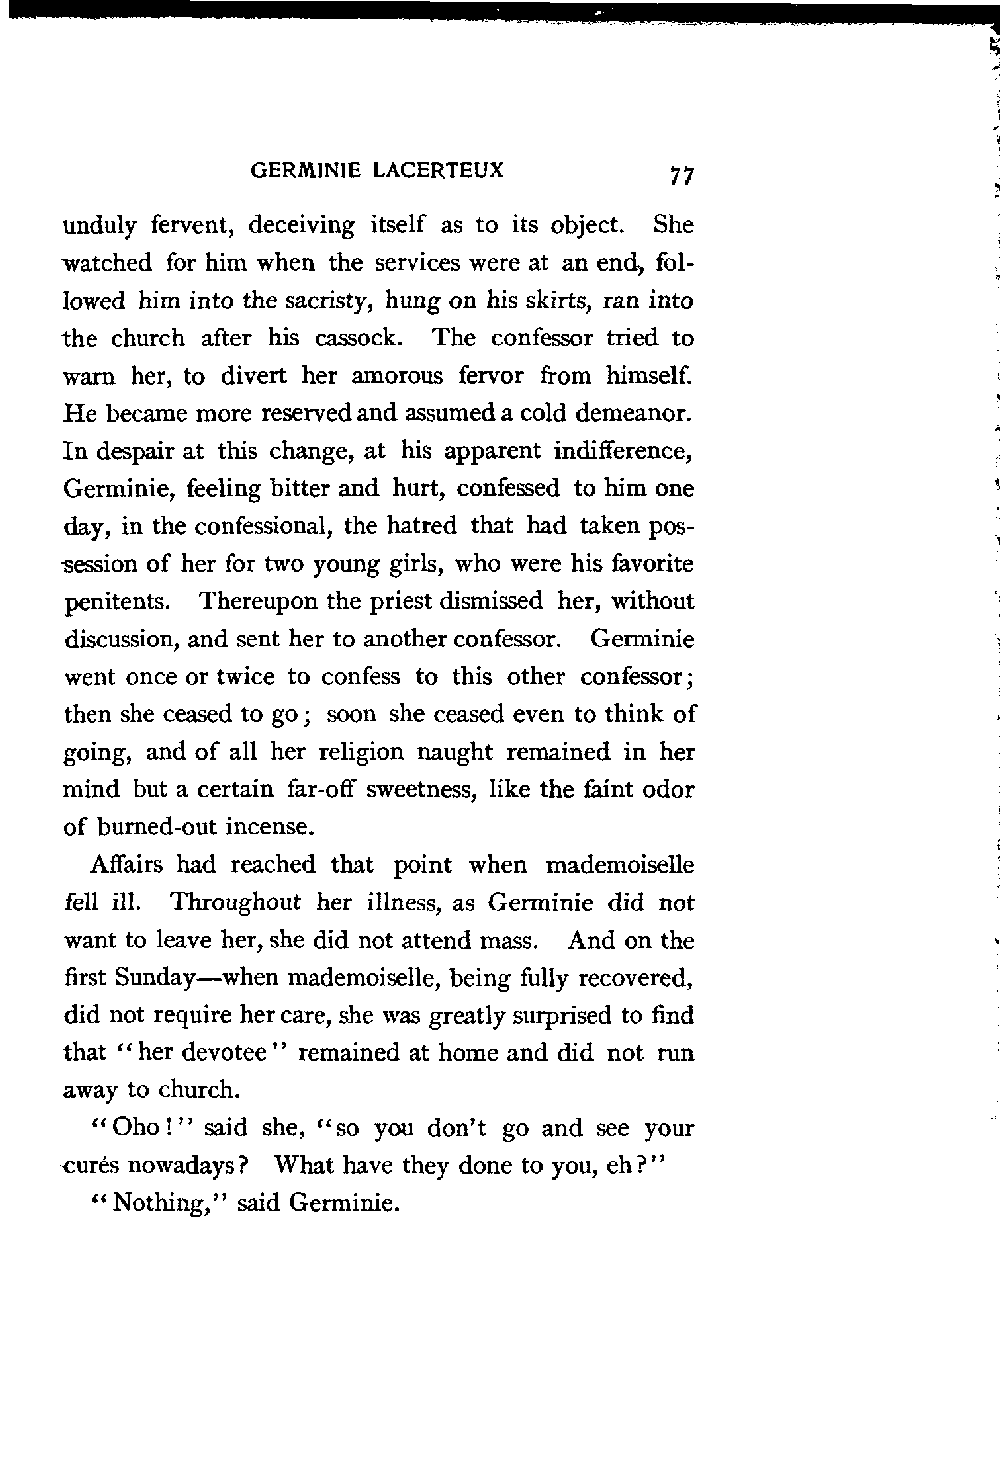 GERMINIE LACERTEUX 77
unduly fervent, deceiving itself as to its object. She
watched for him when the services were at an end, fol-
lowed him into the sacristy, hung on his skirts, ran into
the church after his cassock. The confessor tried to
warn her, to divert her amorous fervor from himself.
He became more reserved and assumed a cold demeanor.
In despair at this change, at his apparent indifference,
Germinie, feeling bitter and hurt, confessed to him one
day, in the confessional, the hatred that had taken pos-
session of her for two young girls, who were his favorite
penitents. Thereupon the priest dismissed her, without
discussion, and sent her to another confessor. Germinie
went once or twice to confess to this other confessor;
then she ceased to go; soon she ceased even to think of
going, and of all her religion naught remained in her
mind but a certain far-off sweetness, like the faint odor
of burned-out incense.
Affairs had reached that point when mademoiselle
fell ill. Throughout her illness, as Germinie did not
want to leave her, she did not attend mass. And on the
first Sunday—when mademoiselle, being fully recovered,
did not require her care, she was greatly surprised to find
that "her devotee" remained at home and did not run
away to church.
"Oho!" said she, "so you don't go and see your
curés nowadays? What have they done to you, eh?"
"Nothing," said Germinie.